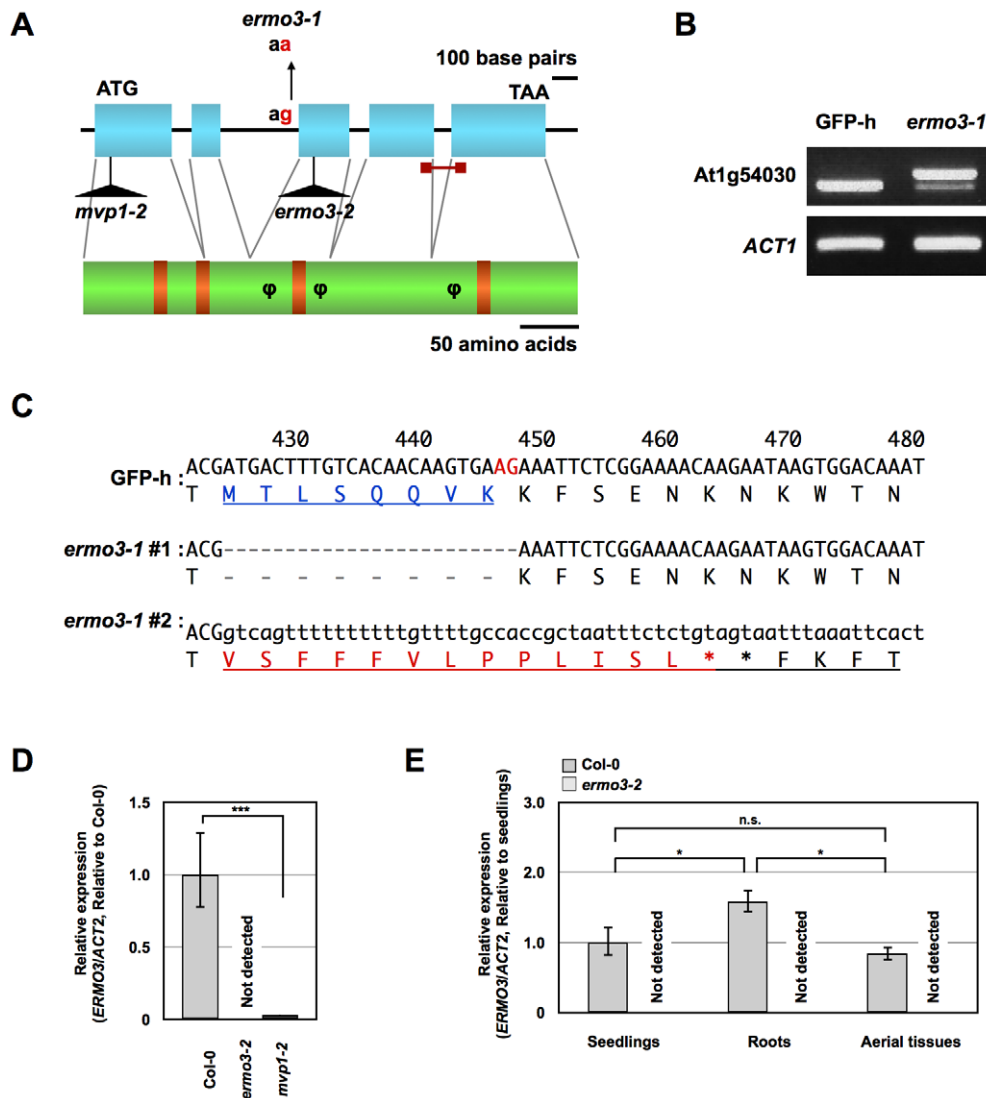 A
ermo3-1
aa
100 base pairs
ATG
TAA
ag
mvp1-2
ermo3-2
φ φ φ
50 amino acids
B
GFP-h ermo3-1
At1g54030
ACT1
C
430 440 450 460 470 480
GFP-h : ACGATGACTTTGTCACAACAAGTGAAGAAATTCTCGGAAAACAAGAATAAGTGGACAAAT
T M T L S Q Q V K K F S E N K N K W T N
ermo3-1 #1 : ACG------------------------AAATTCTCGGAAAACAAGAATAAGTGGACAAAT
T - - - - - - - - K F S E N K N K W T N
ermo3-1 #2 : ACGgtcagtttttttttttgttttgccaccgctaatttctctgtagtaatttaaattcact
T V S F F F V L P P L I S L * * F K F T
D
Relative expression
(ERMO3/ACT2, Relative to Col-0)
1.5
1.0
0.5
0
***
Not detected
Col-0
ermo3-2
mvp1-2
E
Col-0
ermo3-2
Relative expression
(ERMO3/ACT2, Relative to seedlings)
3.0
2.0
1.0
0
n.s.
* *
Not detected
Not detected
Not detected
Seedlings Roots Aerial tissues